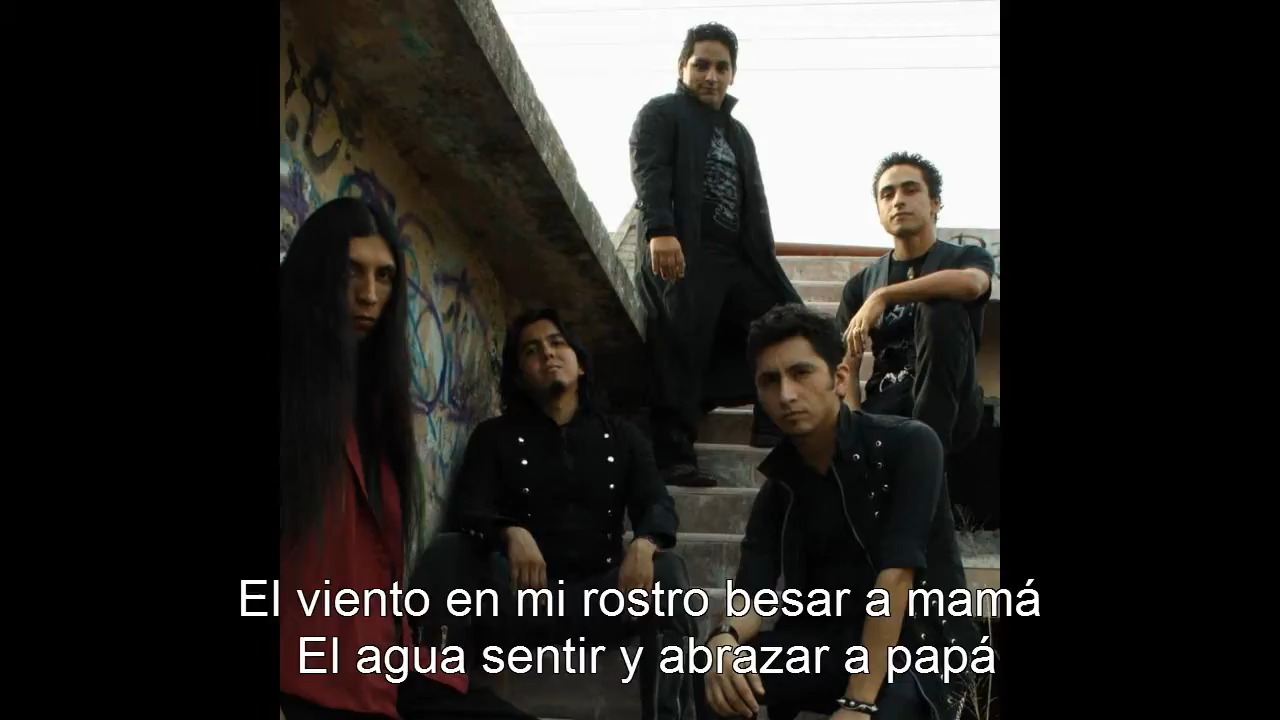 El viento en mi rostro besar a mamá
El agua sentir y abrazar a papá